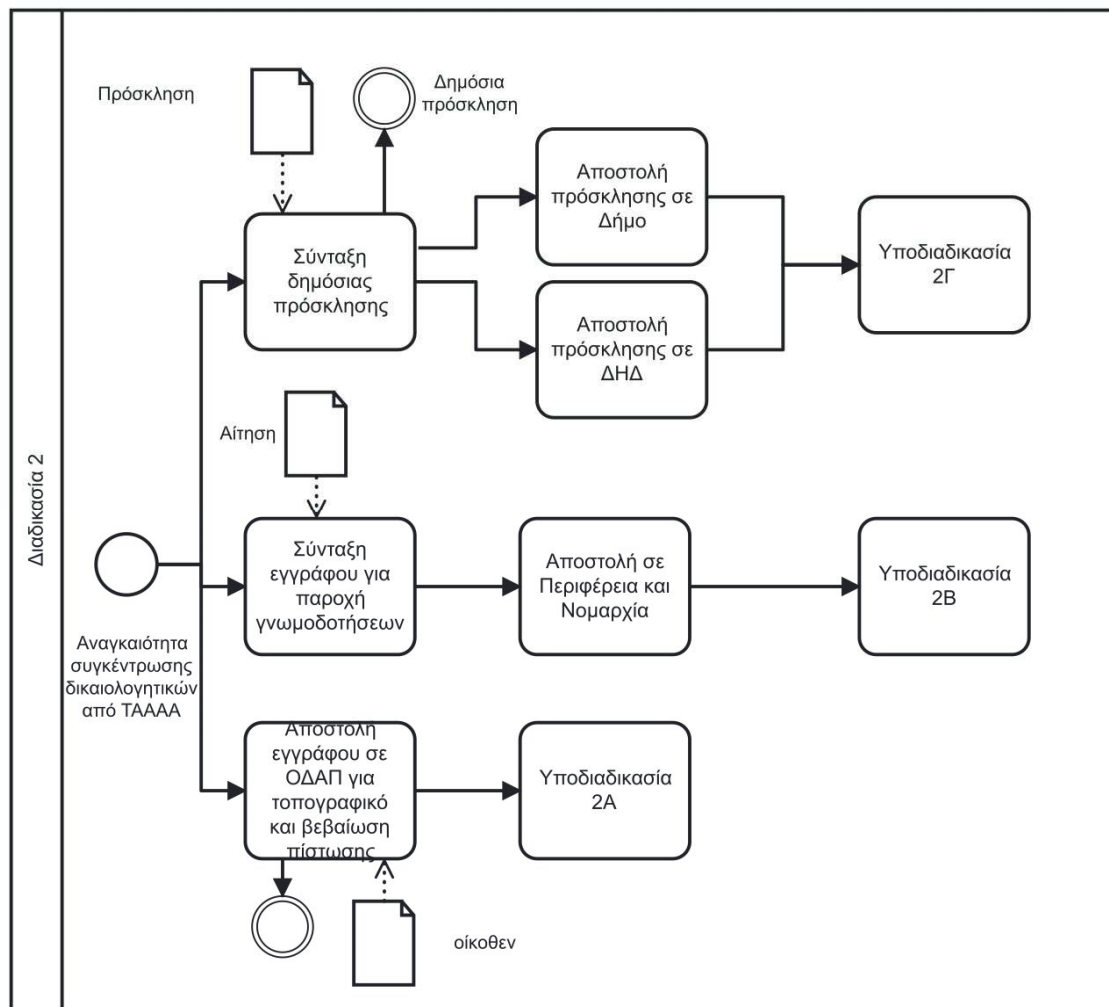 Διαδικασία 2
Πρόσκληση
Δημόσια
πρόσκληση
Σύνταξη
δημόσιας
πρόσκλησης
Αποστολή
πρόσκλησης σε
Δήμο
Αποστολή
πρόσκλησης σε
ΔΗΔ
Υποδιαδικασία
2Γ
Αίτηση
Αναγκαιότητα
συγκέντρωσης
δικαιολογητικών
από ΤΑΑΑΑ
Σύνταξη
εγγράφου για
παροχή
γνωμοδοτήσεων
Αποστολή σε
Περιφέρεια και
Νομαρχία
Υποδιαδικασία
2Β
Αποστολή
εγγράφου σε
ΟΔΑΠ για
τοπογραφικό
και βεβαίωση
πίστωσης
Υποδιαδικασία
2Α
οίκοθεν